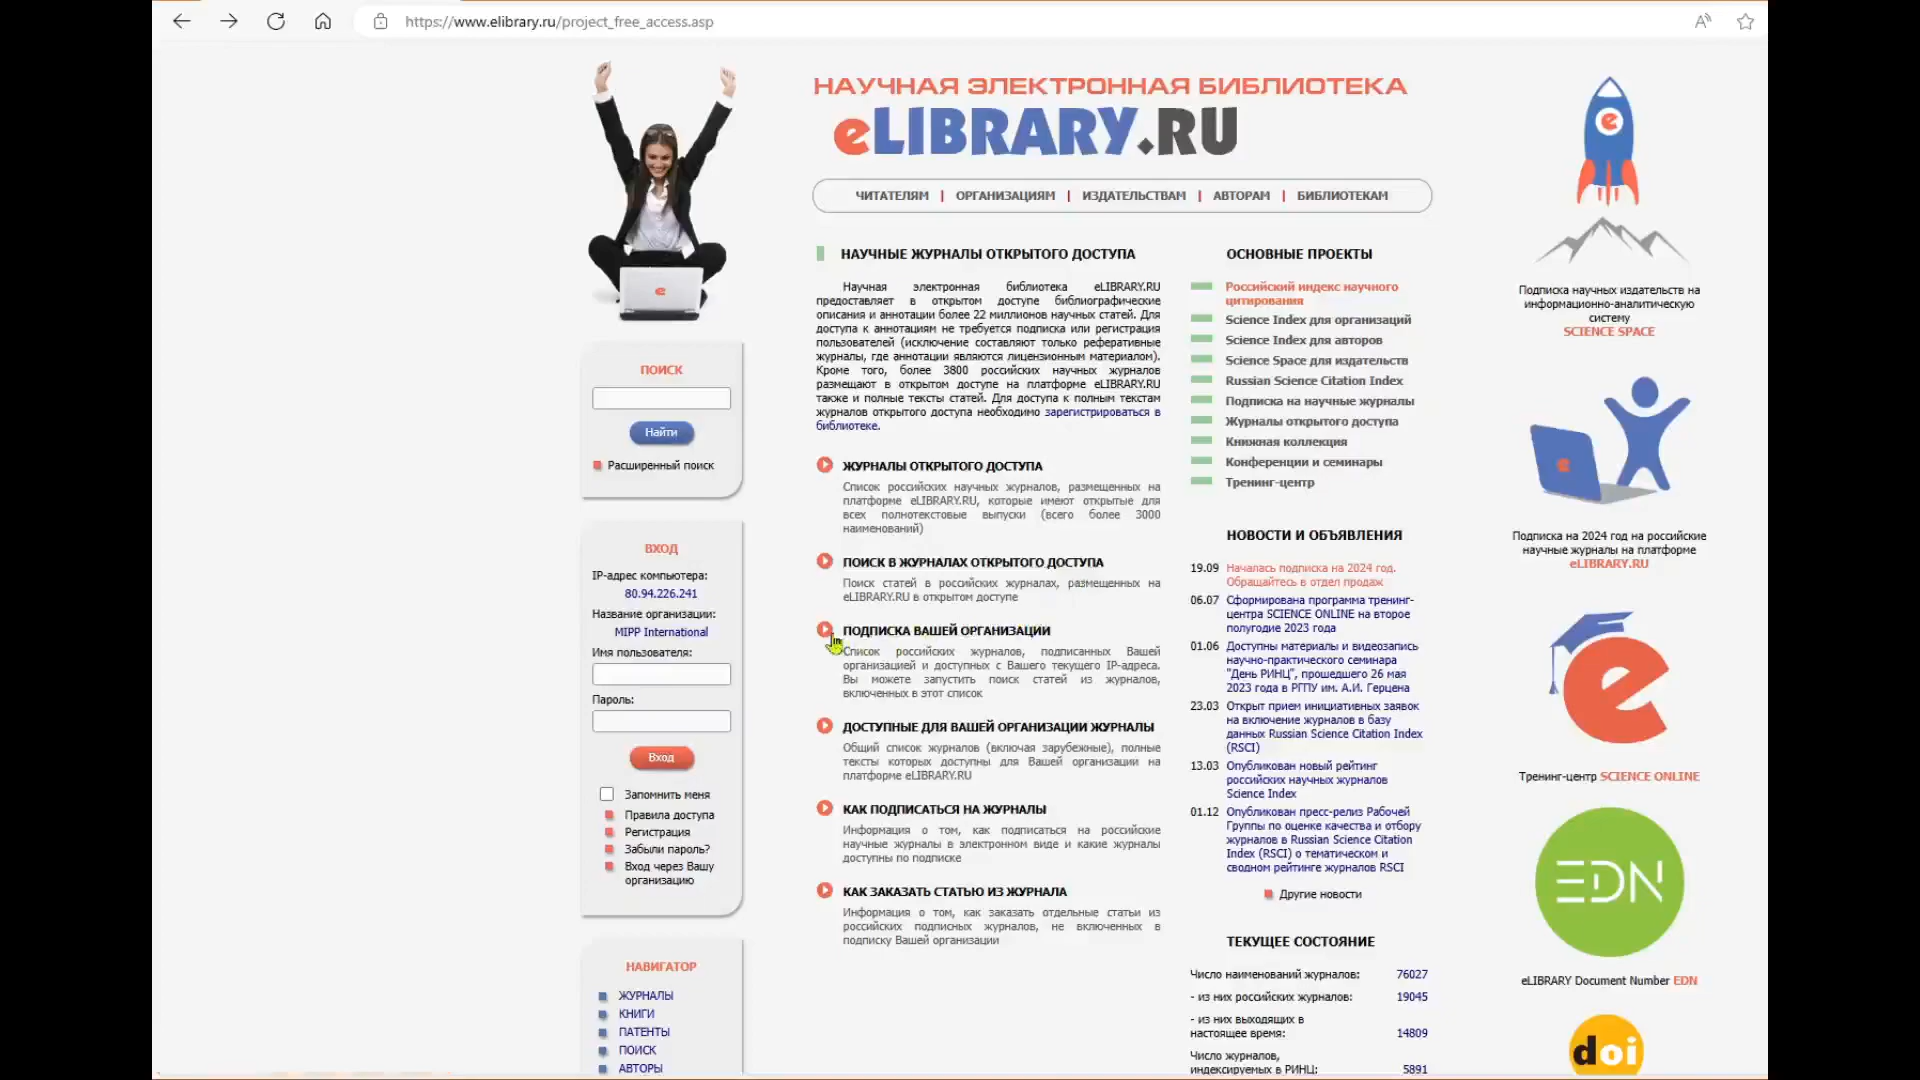 https://www.elibrary.ru/project_free_access.asp
НАУЧНАЯ ЭЛЕКТРОННАЯ БИБЛИОТЕКА
eLIBRARY.RU
ЧИТАТЕЛЯМ | ОРГАНИЗАЦИЯМ | ИЗДАТЕЛЬСТВАМ | АВТОРАМ | БИБЛИОТЕКАМ
ПОИСК
Найти
Расширенный поиск
ВХОД
IP-адрес компьютера:
80.94.226.241
Название организации:
MIPP International
Имя пользователя:
Пароль:
Вход
Запомнить меня
Правила доступа
Регистрация
Забыли пароль?
Вход через Вашу
организацию
НАВИГАТОР
ЖУРНАЛЫ
КНИГИ
ПАТЕНТЫ
ПОИСК
АВТОРЫ
НАУЧНЫЕ ЖУРНАЛЫ ОТКРЫТОГО ДОСТУПА
Научная электронная библиотека eLIBRARY.RU
предоставляет в открытом доступе библиографические
описания и аннотации более 22 миллионов научных статей. Для
доступа к аннотациям не требуется подписка или регистрация
пользователей (исключение составляют только реферативные
журналы, где аннотации являются лицензионным материалом).
Кроме того, более 3800 российских научных журналов
размещают в открытом доступе на платформе eLIBRARY.RU
также и полные тексты статей. Для доступа к полным текстам
журналов открытого доступа необходимо зарегистрироваться в
библиотеке.
ЖУРНАЛЫ ОТКРЫТОГО ДОСТУПА
Список российских научных журналов, размещенных на
платформе eLIBRARY.RU, которые имеют открытые для
всех полнотекстовые выпуски (всего более 3000
наименований)
ПОИСК В ЖУРНАЛАХ ОТКРЫТОГО ДОСТУПА
Поиск статей в российских журналах, размещенных на
eLIBRARY.RU в открытом доступе
ПОДПИСКА ВАШЕЙ ОРГАНИЗАЦИИ
Список российских журналов, подписанных Вашей
организацией и доступных с Вашего текущего IP-адреса.
Вы можете запустить поиск статей из журналов,
включенных в этот список
ДОСТУПНЫЕ ДЛЯ ВАШЕЙ ОРГАНИЗАЦИИ ЖУРНАЛЫ
Общий список журналов (включая зарубежные), полные
тексты которых доступны для Вашей организации на
платформе eLIBRARY.RU
КАК ПОДПИСАТЬСЯ НА ЖУРНАЛЫ
Информация о том, как подписаться на российские
научные журналы в электронном виде и какие журналы
доступны по подписке
КАК ЗАКАЗАТЬ СТАТЬЮ ИЗ ЖУРНАЛА
Информация о том, как заказать отдельные статьи из
российских подписных журналов, не включенных в
подписку Вашей организации
ОСНОВНЫЕ ПРОЕКТЫ
Российский индекс научного
цитирования
Science Index для организаций
Science Index для авторов
Science Space для издательств
Russian Science Citation Index
Подписка на научные журналы
Журналы открытого доступа
Книжная коллекция
Конференции и семинары
Тренинг-центр
НОВОСТИ И ОБЪЯВЛЕНИЯ
19.09 Началась подписка на 2024 год.
Обращайтесь в отдел продаж
06.07 Сформирована программа тренинг-
центра SCIENCE ONLINE на второе
полугодие 2023 года
01.06 Доступны материалы и видеозапись
научно-практического семинара
"День РИНЦ", прошедшего 26 мая
2023 года в РГПУ им. А.И. Герцена
23.03 Открыт прием инициативных заявок
на включение журналов в базу
данных Russian Science Citation Index
(RSCI)
13.03 Опубликован новый рейтинг
российских научных журналов
Science Index
01.12 Опубликован пресс-релиз Рабочей
Группы по оценке качества и отбору
журналов в Russian Science Citation
Index (RSCI) о тематическом и
сводном рейтинге журналов RSCI
Другие новости
ТЕКУЩЕЕ СОСТОЯНИЕ
Число наименований журналов: 76027
- из них российских журналов: 19045
- из них выходящих в
настоящее время: 14809
Число журналов,
индексируемых в РИНЦ: 5891
Подписка научных издательств на
информационно-аналитическую
систему
SCIENCE SPACE
Подписка на 2024 год на российские
научные журналы на платформе
eLIBRARY.RU
Тренинг-центр SCIENCE ONLINE
EDN
eLIBRARY Document Number EDN
doi